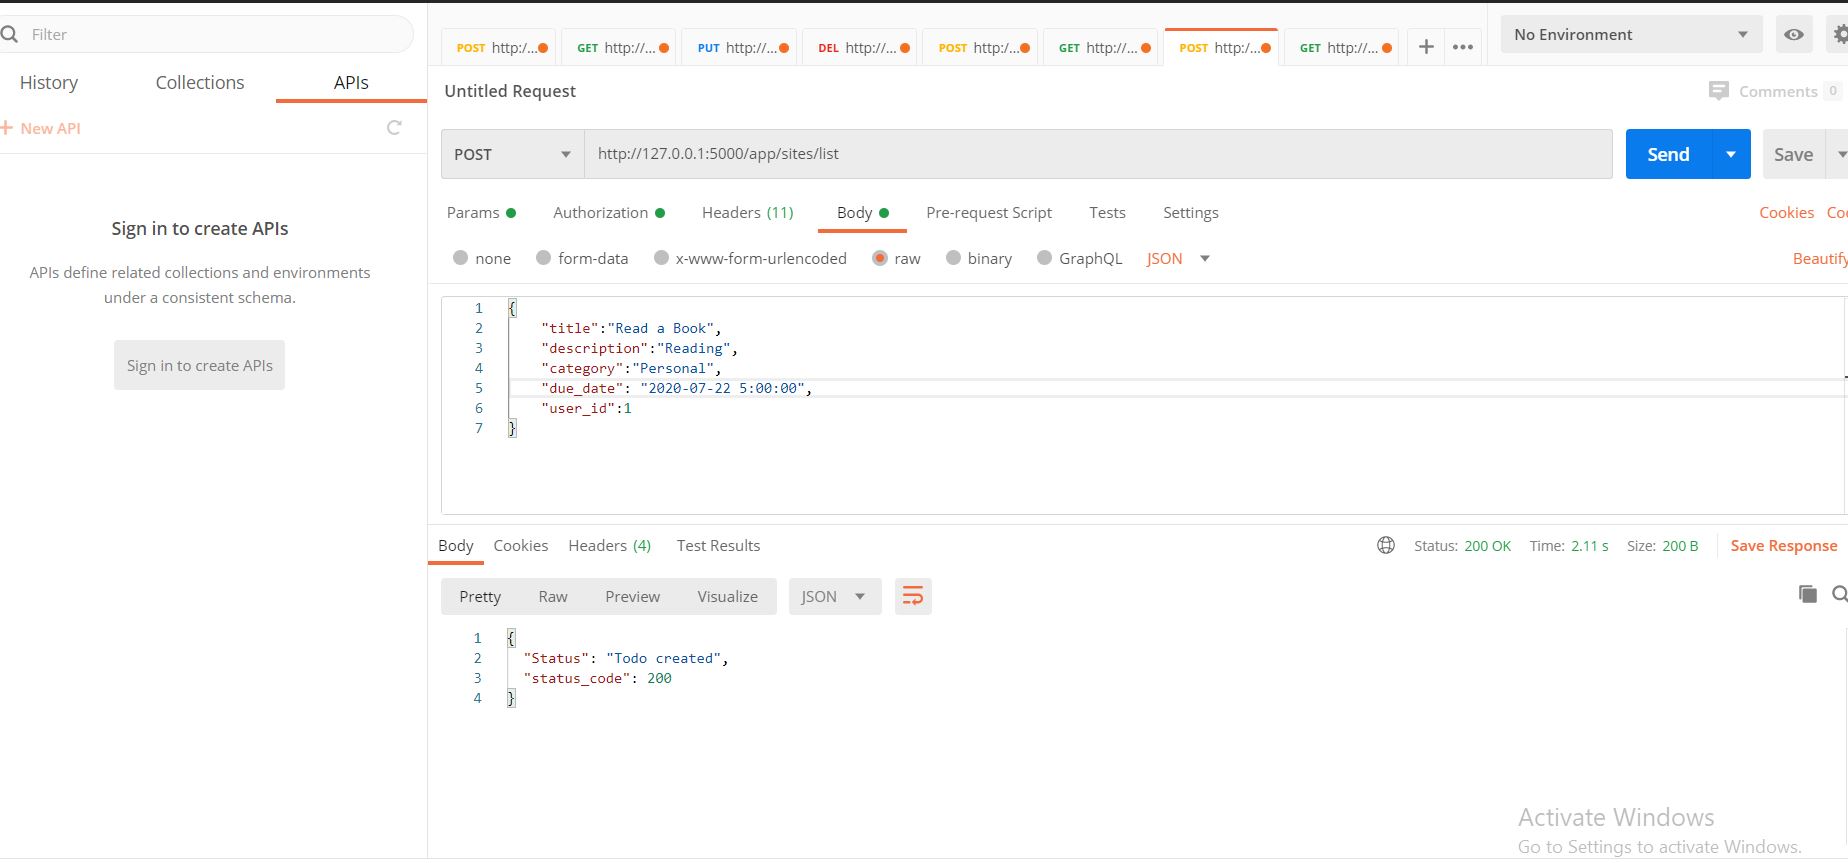 Filter
History Collections APIs
+ New API
Sign in to create APIs
APIs define related collections and environments
under a consistent schema.
Sign in to create APIs
POST http:/... GET http://... PUT http://... DEL http://... POST http:/... GET http://... POST http:/... GET http://... + •••
No Environment
Untitled Request
Comments 0
POST http://127.0.0.1:5000/app/sites/list Send Save
Params Authorization Headers (11) Body Pre-request Script Tests Settings Cookies Co
none form-data x-www-form-urlencoded raw binary GraphQL JSON Beautify
1 {
2 "title":"Read a Book",
3 "description":"Reading",
4 "category":"Personal",
5 "due_date": "2020-07-22 5:00:00",
6 "user_id":1
7 }
Body Cookies Headers (4) Test Results Status: 200 OK Time: 2.11 s Size: 200 B Save Response
Pretty Raw Preview Visualize JSON
1 {
2 "Status": "Todo created",
3 "status_code": 200
4 }
Activate Windows
Go to Settings to activate Windows.